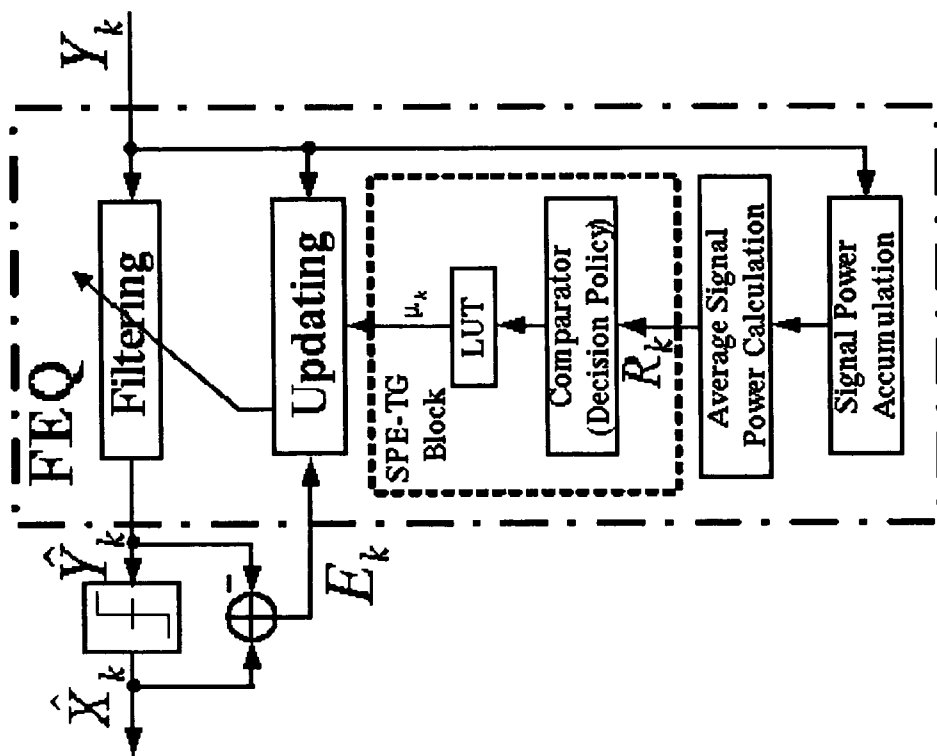 FEQ
Y_k
Filtering
Ŷ_k
X̂_k
Updating
−
E_k
μ_k
SPE-TG
Block
LUT
Comparator
(Decision Policy)
R_k
Average Signal
Power Calculation
Signal Power
Accumulation